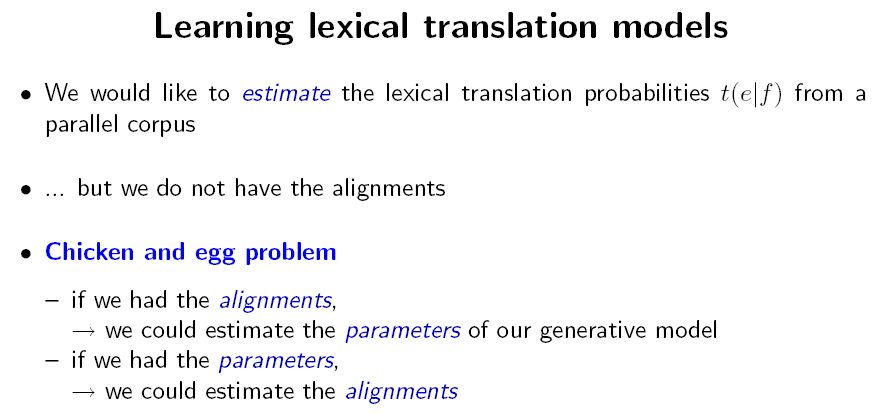 Learning lexical translation models
• We would like to estimate the lexical translation probabilities t(e|f) from a
parallel corpus
• ... but we do not have the alignments
• Chicken and egg problem
– if we had the alignments,
→ we could estimate the parameters of our generative model
– if we had the parameters,
→ we could estimate the alignments